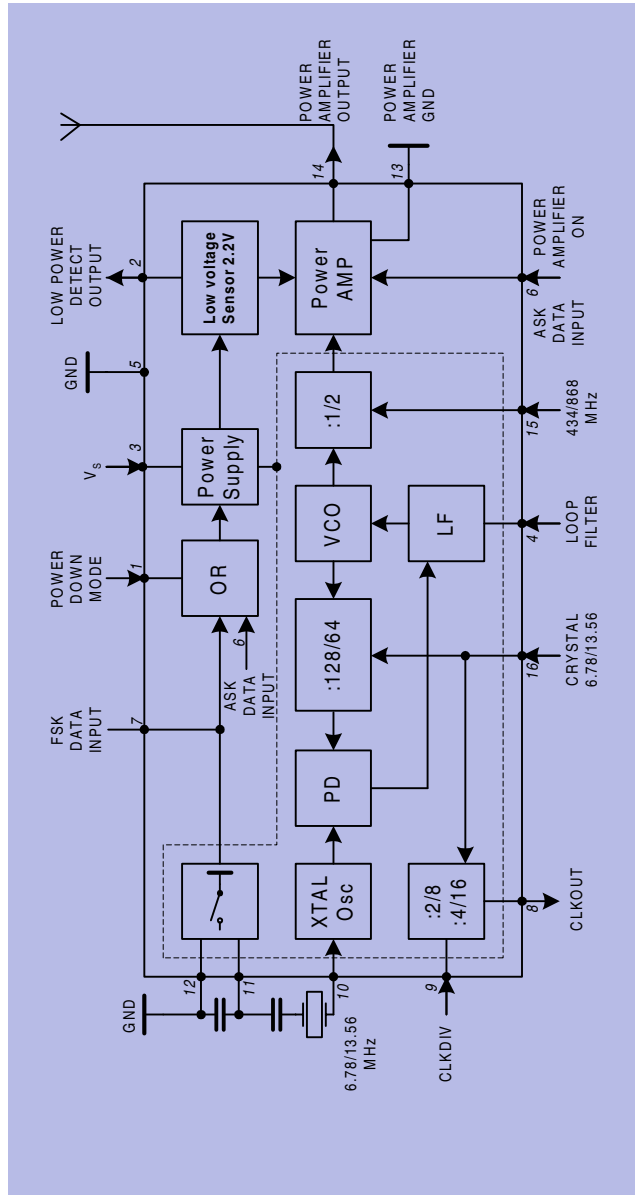 FSK
DATA
INPUT
7
POWER
DOWN
MODE
1
Vs
3
GND
5
LOW POWER
DETECT
OUTPUT
2
GND
12
11
OR
6
ASK
DATA
INPUT
Power
Supply
Low voltage
Sensor 2.2V
14
POWER
AMPLIFIER
OUTPUT
10
6.78/13.56
MHz
XTAL
Osc
PD
:128/64
VCO
:1/2
Power
AMP
13
POWER
AMPLIFIER
GND
CLKDIV
9
:2/8
:4/16
LF
8
CLKOUT
16
CRYSTAL
6.78/13.56
4
LOOP
FILTER
15
434/868
MHz
6
ASK
DATA
INPUT
POWER
AMPLIFIER
ON